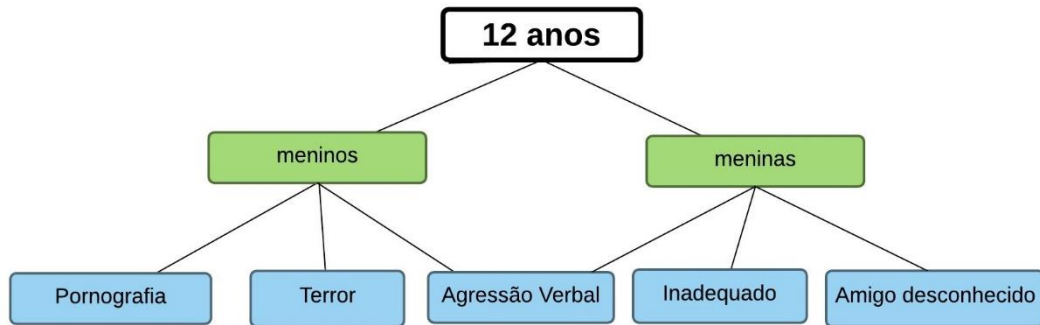 12 anos
meninos
meninas
Pornografia
Terror
Agressão Verbal
Inadequado
Amigo desconhecido